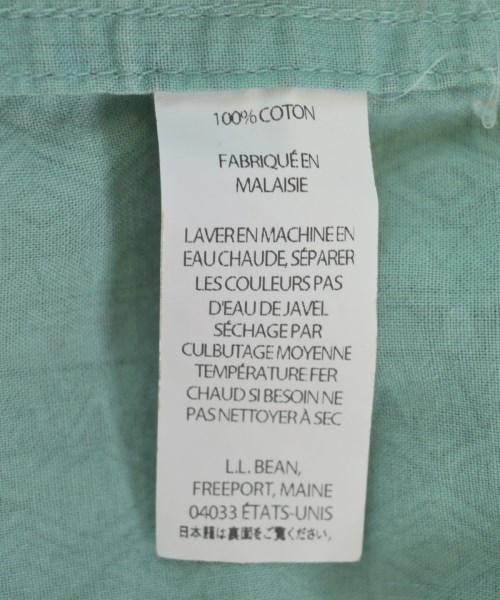 100% COTON
FABRIQUÉ EN
MALAISIE
LAVER EN MACHINE EN
EAU CHAUDE, SÉPARER
LES COULEURS PAS
D'EAU DE JAVEL
SÉCHAGE PAR
CULBUTAGE MOYENNE
TEMPÉRATURE FER
CHAUD SI BESOIN NE
PAS NETTOYER À SEC
L.L. BEAN,
FREEPORT, MAINE
04033 ÉTATS-UNIS
日本語は裏面をご覧ください。